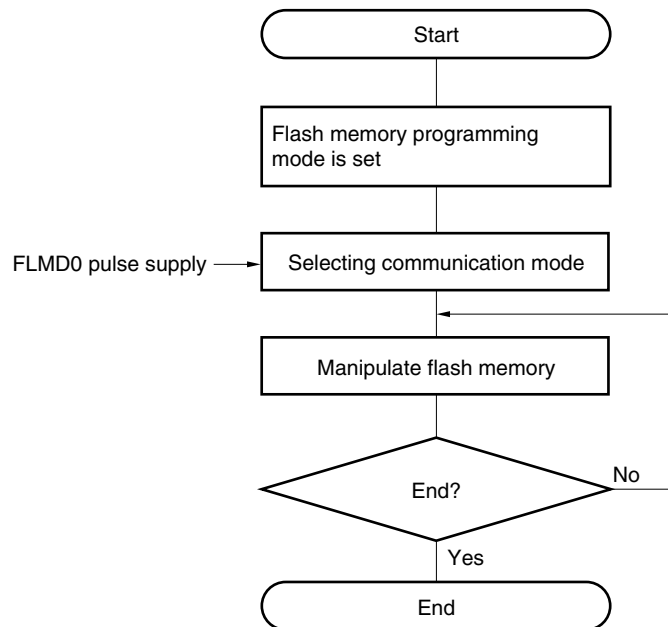 Start
Flash memory programming
mode is set
FLMD0 pulse supply
Selecting communication mode
Manipulate flash memory
End?
No
Yes
End